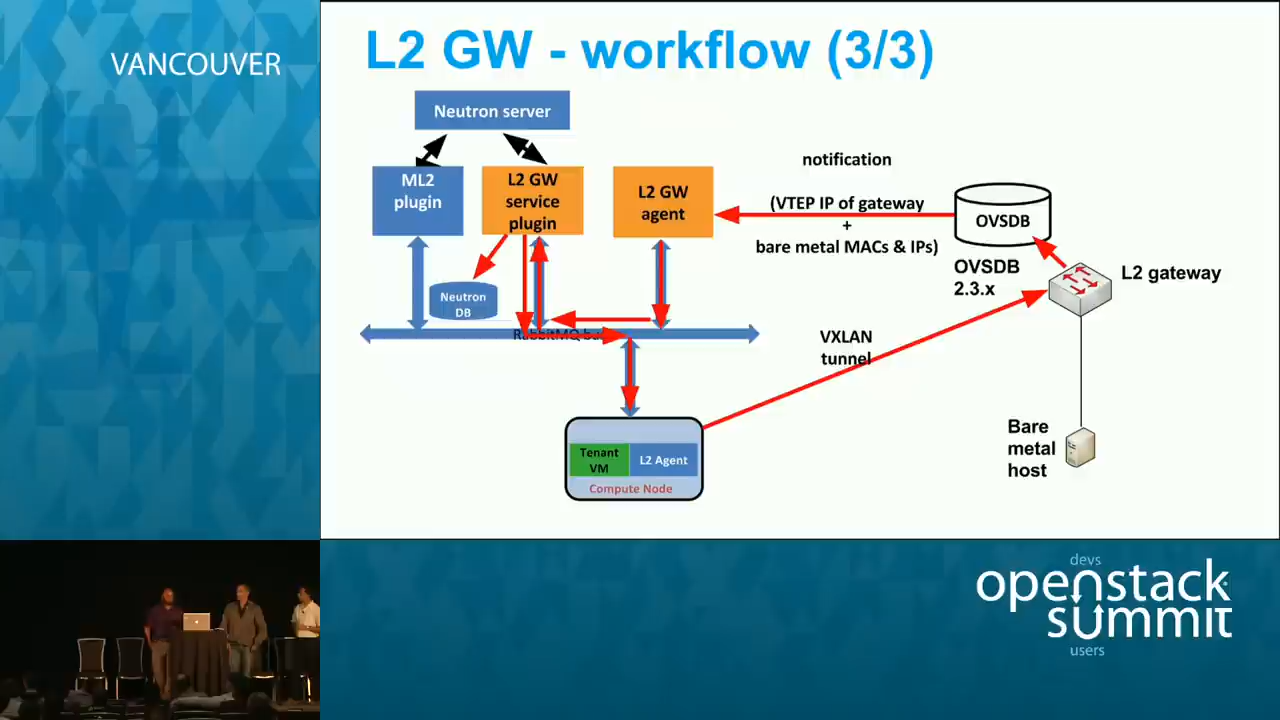 VANCOUVER
L2 GW - workflow (3/3)
Neutron server
ML2
plugin
L2 GW
service
plugin
L2 GW
agent
notification
(VTEP IP of gateway
+
bare metal MACs & IPs)
OVSDB
OVSDB
2.3.x
L2 gateway
Neutron
DB
RabbitMQ bus
VXLAN
tunnel
Bare
metal
host
Tenant
VM
L2 Agent
Compute Node
devs
openstack
summit
users